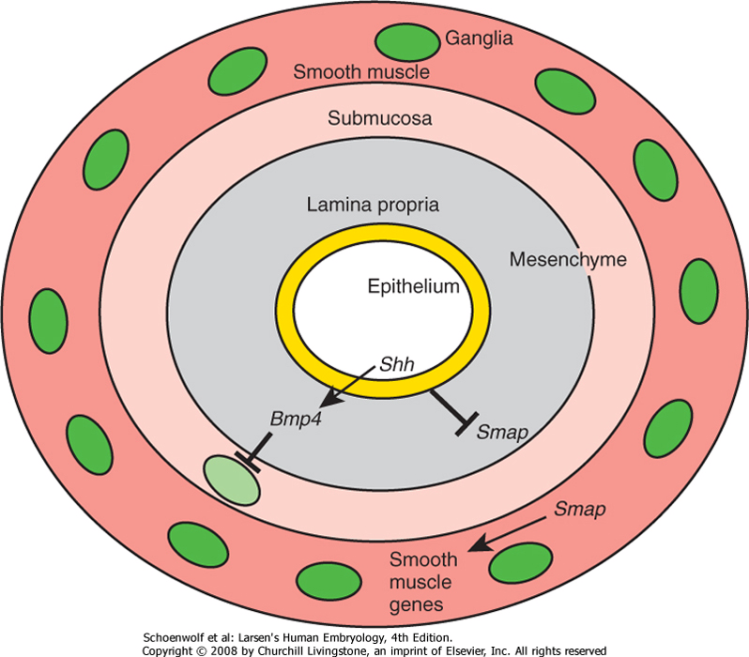 Ganglia
Smooth muscle
Submucosa
Lamina propria
Mesenchyme
Epithelium
Shh
Bmp4
Smap
Smap
Smooth
muscle
genes
Schoenwolf et al: Larsen's Human Embryology, 4th Edition.
Copyright © 2008 by Churchill Livingstone, an imprint of Elsevier, Inc. All rights reserved